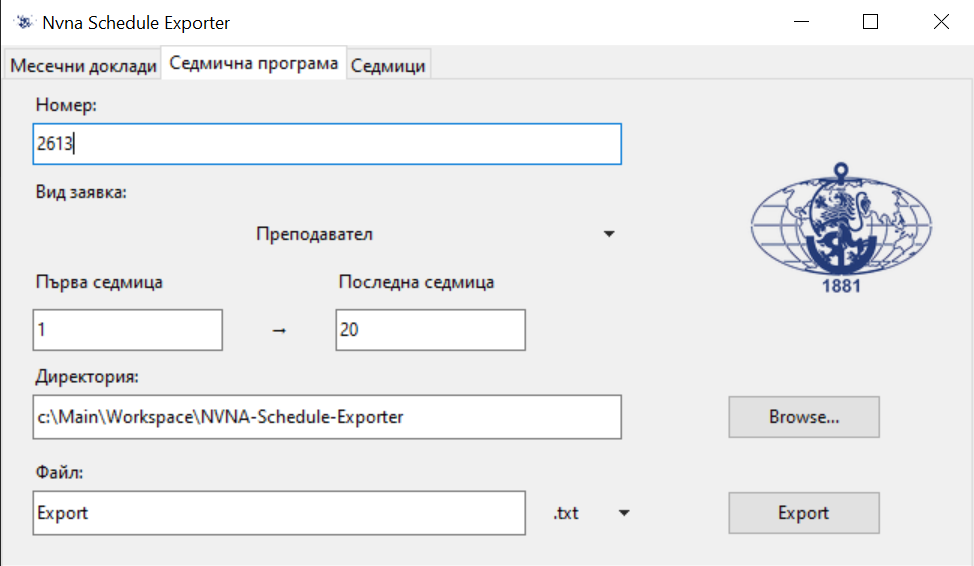 Nvna Schedule Exporter
Месечни доклади Седмична програма Седмици
Номер:
2613
Вид заявка:
Преподавател
Първа седмица Последна седмица
1 → 20
1881
Директория:
c:\Main\Workspace\NVNA-Schedule-Exporter Browse...
Файл:
Export .txt Export